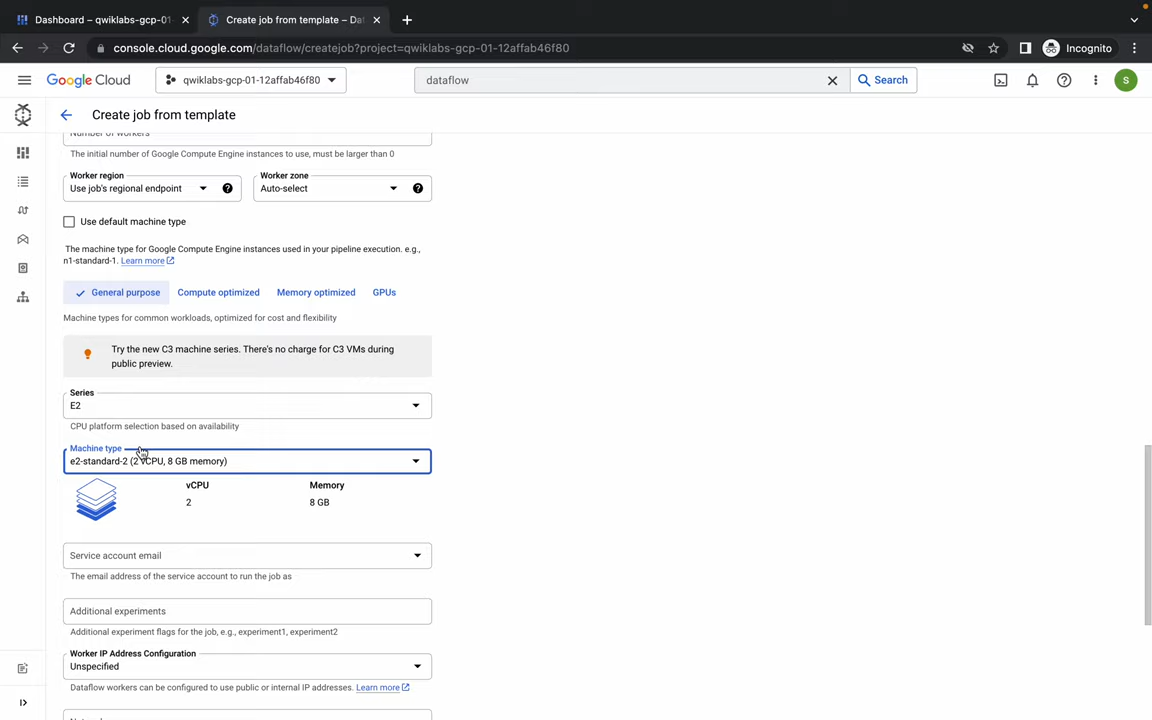 Dashboard – qwiklabs-gcp-01-
Create job from template – Dat
console.cloud.google.com/dataflow/createjob?project=qwiklabs-gcp-01-12affab46f80
Incognito
Google Cloud
qwiklabs-gcp-01-12affab46f80
dataflow
Search
S
Create job from template
Number of workers
The initial number of Google Compute Engine instances to use, must be larger than 0
Worker region
Use job's regional endpoint
Worker zone
Auto-select
Use default machine type
The machine type for Google Compute Engine instances used in your pipeline execution. e.g.,
n1-standard-1. Learn more
General purpose
Compute optimized
Memory optimized
GPUs
Machine types for common workloads, optimized for cost and flexibility
Try the new C3 machine series. There's no charge for C3 VMs during
public preview.
Series
E2
CPU platform selection based on availability
Machine type
e2-standard-2 (2 vCPU, 8 GB memory)
vCPU
Memory
2
8 GB
Service account email
The email address of the service account to run the job as
Additional experiments
Additional experiment flags for the job, e.g., experiment1, experiment2
Worker IP Address Configuration
Unspecified
Dataflow workers can be configured to use public or internal IP addresses. Learn more